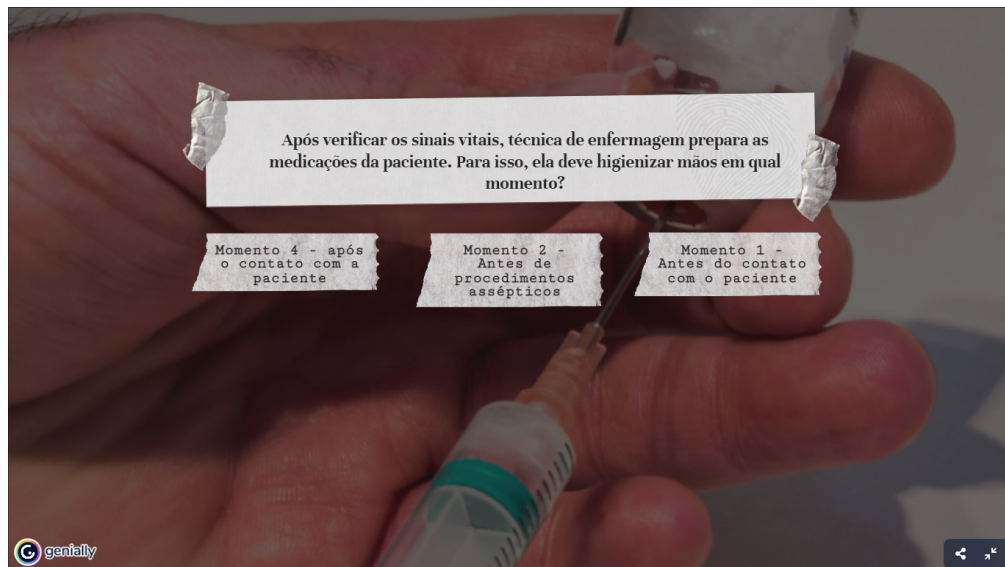 Após verificar os sinais vitais, técnica de enfermagem prepara as
medicações da paciente. Para isso, ela deve higienizar mãos em qual
momento?
Momento 4 - após
o contato com a
paciente
Momento 2 -
Antes de
procedimentos
assépticos
Momento 1 -
Antes do contato
com o paciente
genially